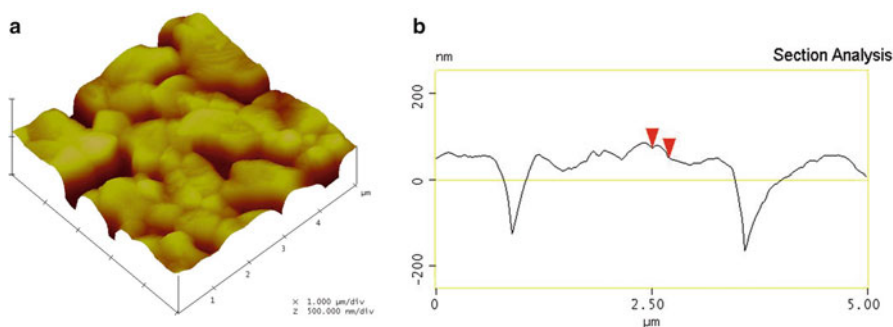 a
b
nm
Section Analysis
200
0
-200
0
2.50
5.00
µm
µm
4
3
2
1
X 1.000 µm/div
Z 500.000 nm/div